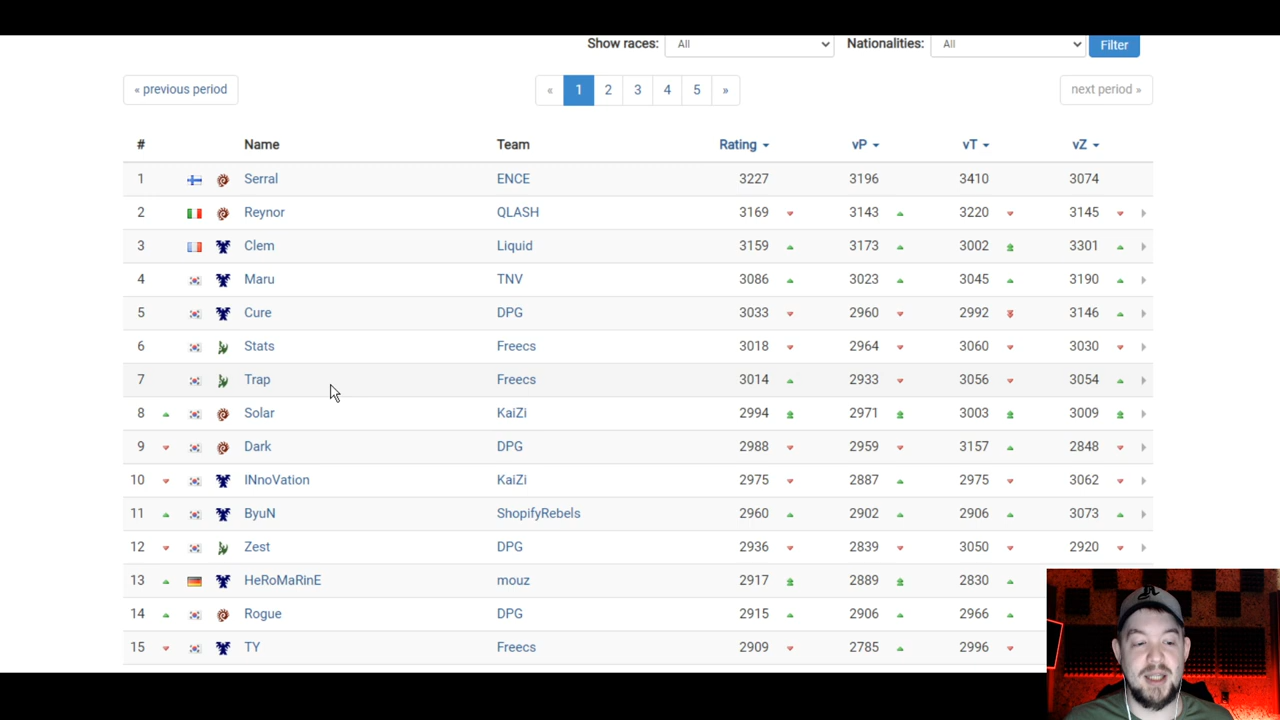 Show races: All Nationalities: All Filter
« previous period « 1 2 3 4 5 » next period »
# Name Team Rating vP vT vZ
1 Serral ENCE 3227 3196 3410 3074
2 Reynor QLASH 3169 3143 3220 3145
3 Clem Liquid 3159 3173 3002 3301
4 Maru TNV 3086 3023 3045 3190
5 Cure DPG 3033 2960 2992 3146
6 Stats Freecs 3018 2964 3060 3030
7 Trap Freecs 3014 2933 3056 3054
8 Solar KaiZi 2994 2971 3003 3009
9 Dark DPG 2988 2959 3157 2848
10 INnoVation KaiZi 2975 2887 2975 3062
11 ByuN ShopifyRebels 2960 2902 2906 3073
12 Zest DPG 2936 2839 3050 2920
13 HeRoMaRinE mouz 2917 2889 2830
14 Rogue DPG 2915 2906 2966
15 TY Freecs 2909 2785 2996